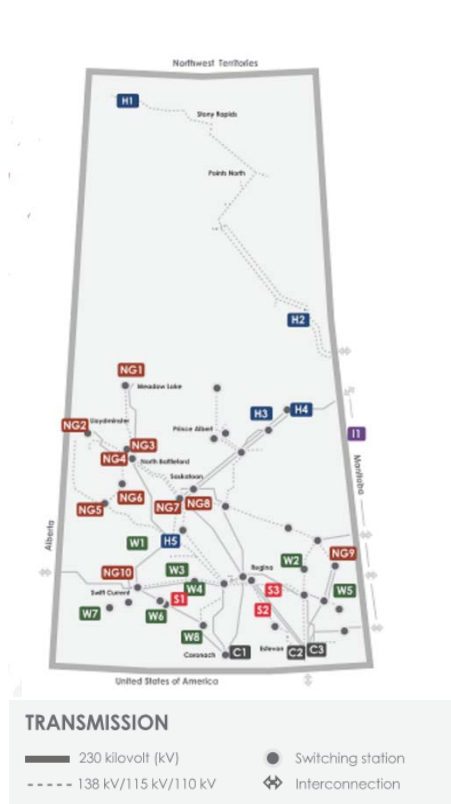 Northwest Territories
H1
Stony Rapids
Points North
H2
NG1
Meadow Lake
H3
H4
NG2
Lloydminster
Prince Albert
I1
NG3
NG4
North Battleford
Manitoba
Saskatoon
NG6
NG5
NG7
NG8
Alberta
W1
H5
W2
NG9
NG10
W3
Regina
W4
S3
W5
Swift Current
S1
S2
W7
W6
W8
Coronach
C1
Estevan
C2
C3
United States of America
TRANSMISSION
230 kilovolt (kV)
Switching station
138 kV/115 kV/110 kV
Interconnection